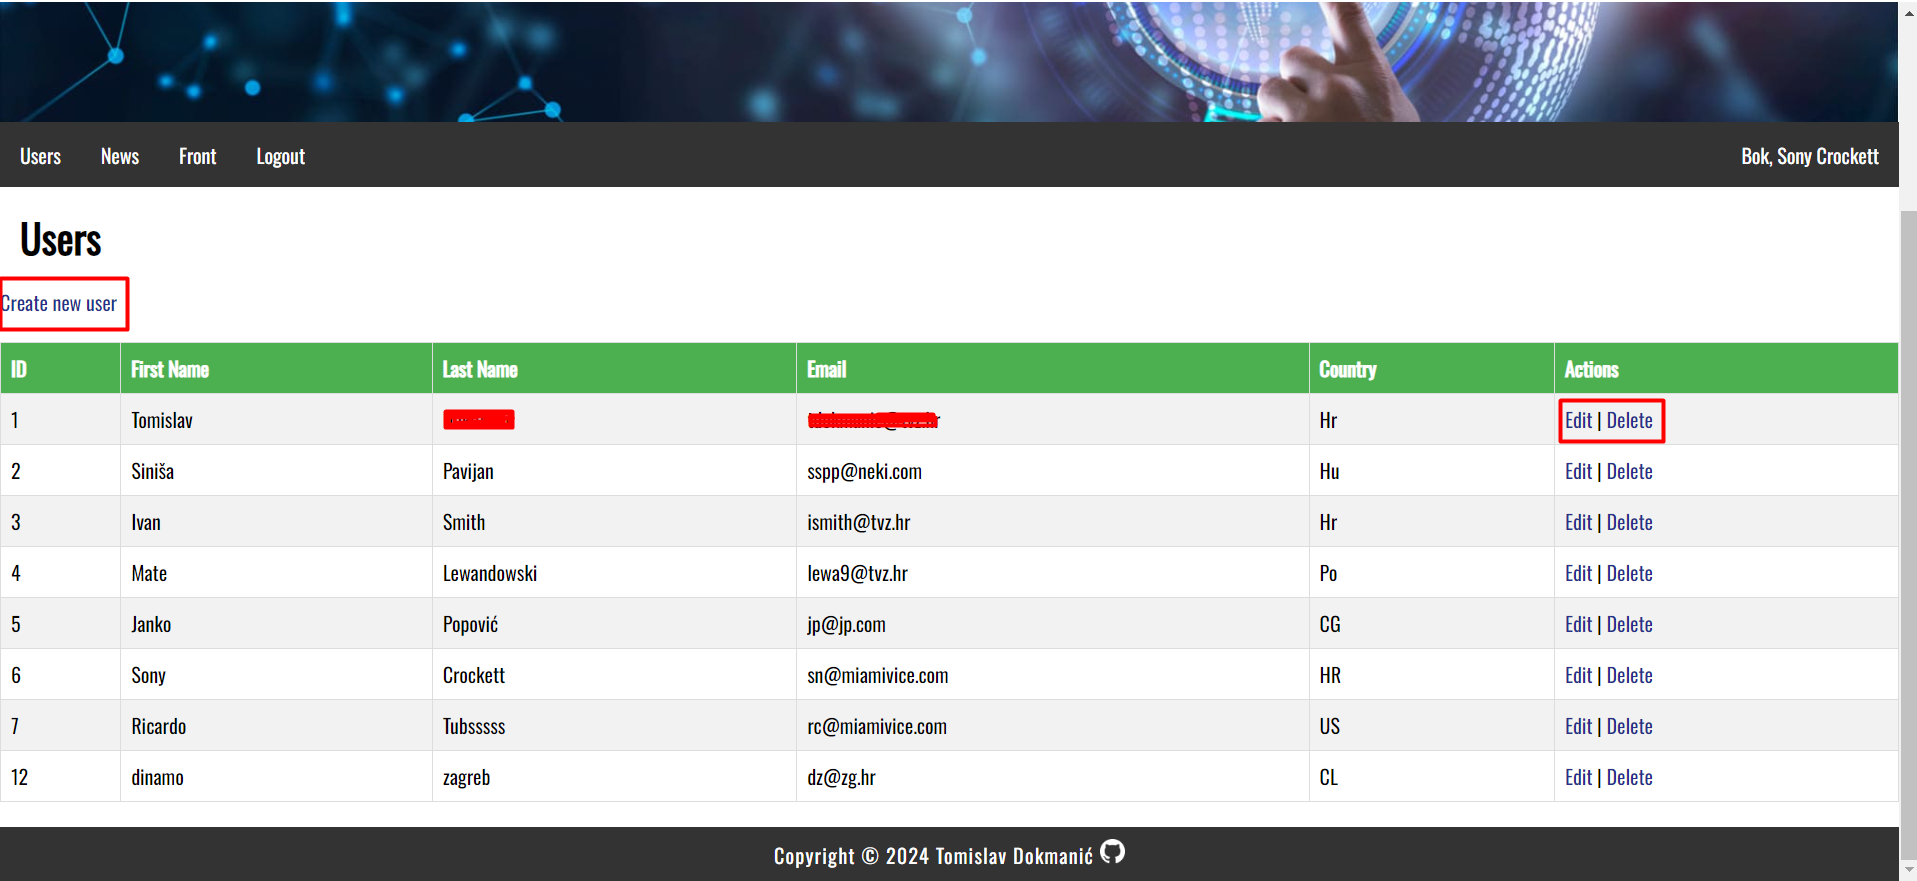 Users News Front Logout Bok, Sony Crockett
Users
Create new user
ID First Name Last Name Email Country Actions
1 Tomislav Hr Edit | Delete
2 Siniša Pavijan sspp@neki.com Hu Edit | Delete
3 Ivan Smith ismith@tvz.hr Hr Edit | Delete
4 Mate Lewandowski lewa9@tvz.hr Po Edit | Delete
5 Janko Popović jp@jp.com CG Edit | Delete
6 Sony Crockett sn@miamivice.com HR Edit | Delete
7 Ricardo Tubsssss rc@miamivice.com US Edit | Delete
12 dinamo zagreb dz@zg.hr CL Edit | Delete
Copyright © 2024 Tomislav Dokmanić